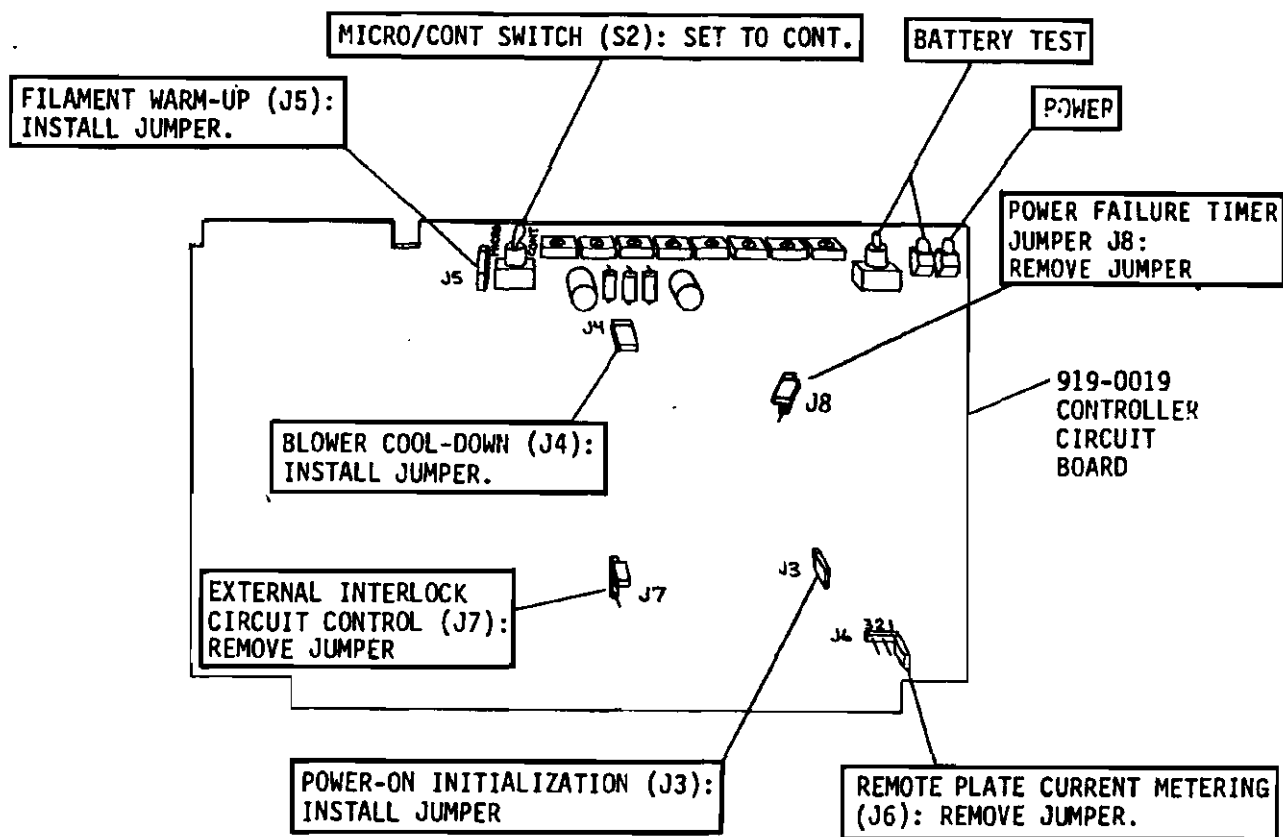 MICRO/CONT SWITCH (S2): SET TO CONT.
BATTERY TEST
FILAMENT WARM-UP (J5):
INSTALL JUMPER.
POWER
POWER FAILURE TIMER
JUMPER J8:
REMOVE JUMPER
MICRO
CONT
J5
J4
J8
919-0019
CONTROLLER
CIRCUIT
BOARD
BLOWER COOL-DOWN (J4):
INSTALL JUMPER.
J7
J3
EXTERNAL INTERLOCK
CIRCUIT CONTROL (J7):
REMOVE JUMPER
J6
321
POWER-ON INITIALIZATION (J3):
INSTALL JUMPER
REMOTE PLATE CURRENT METERING
(J6): REMOVE JUMPER.